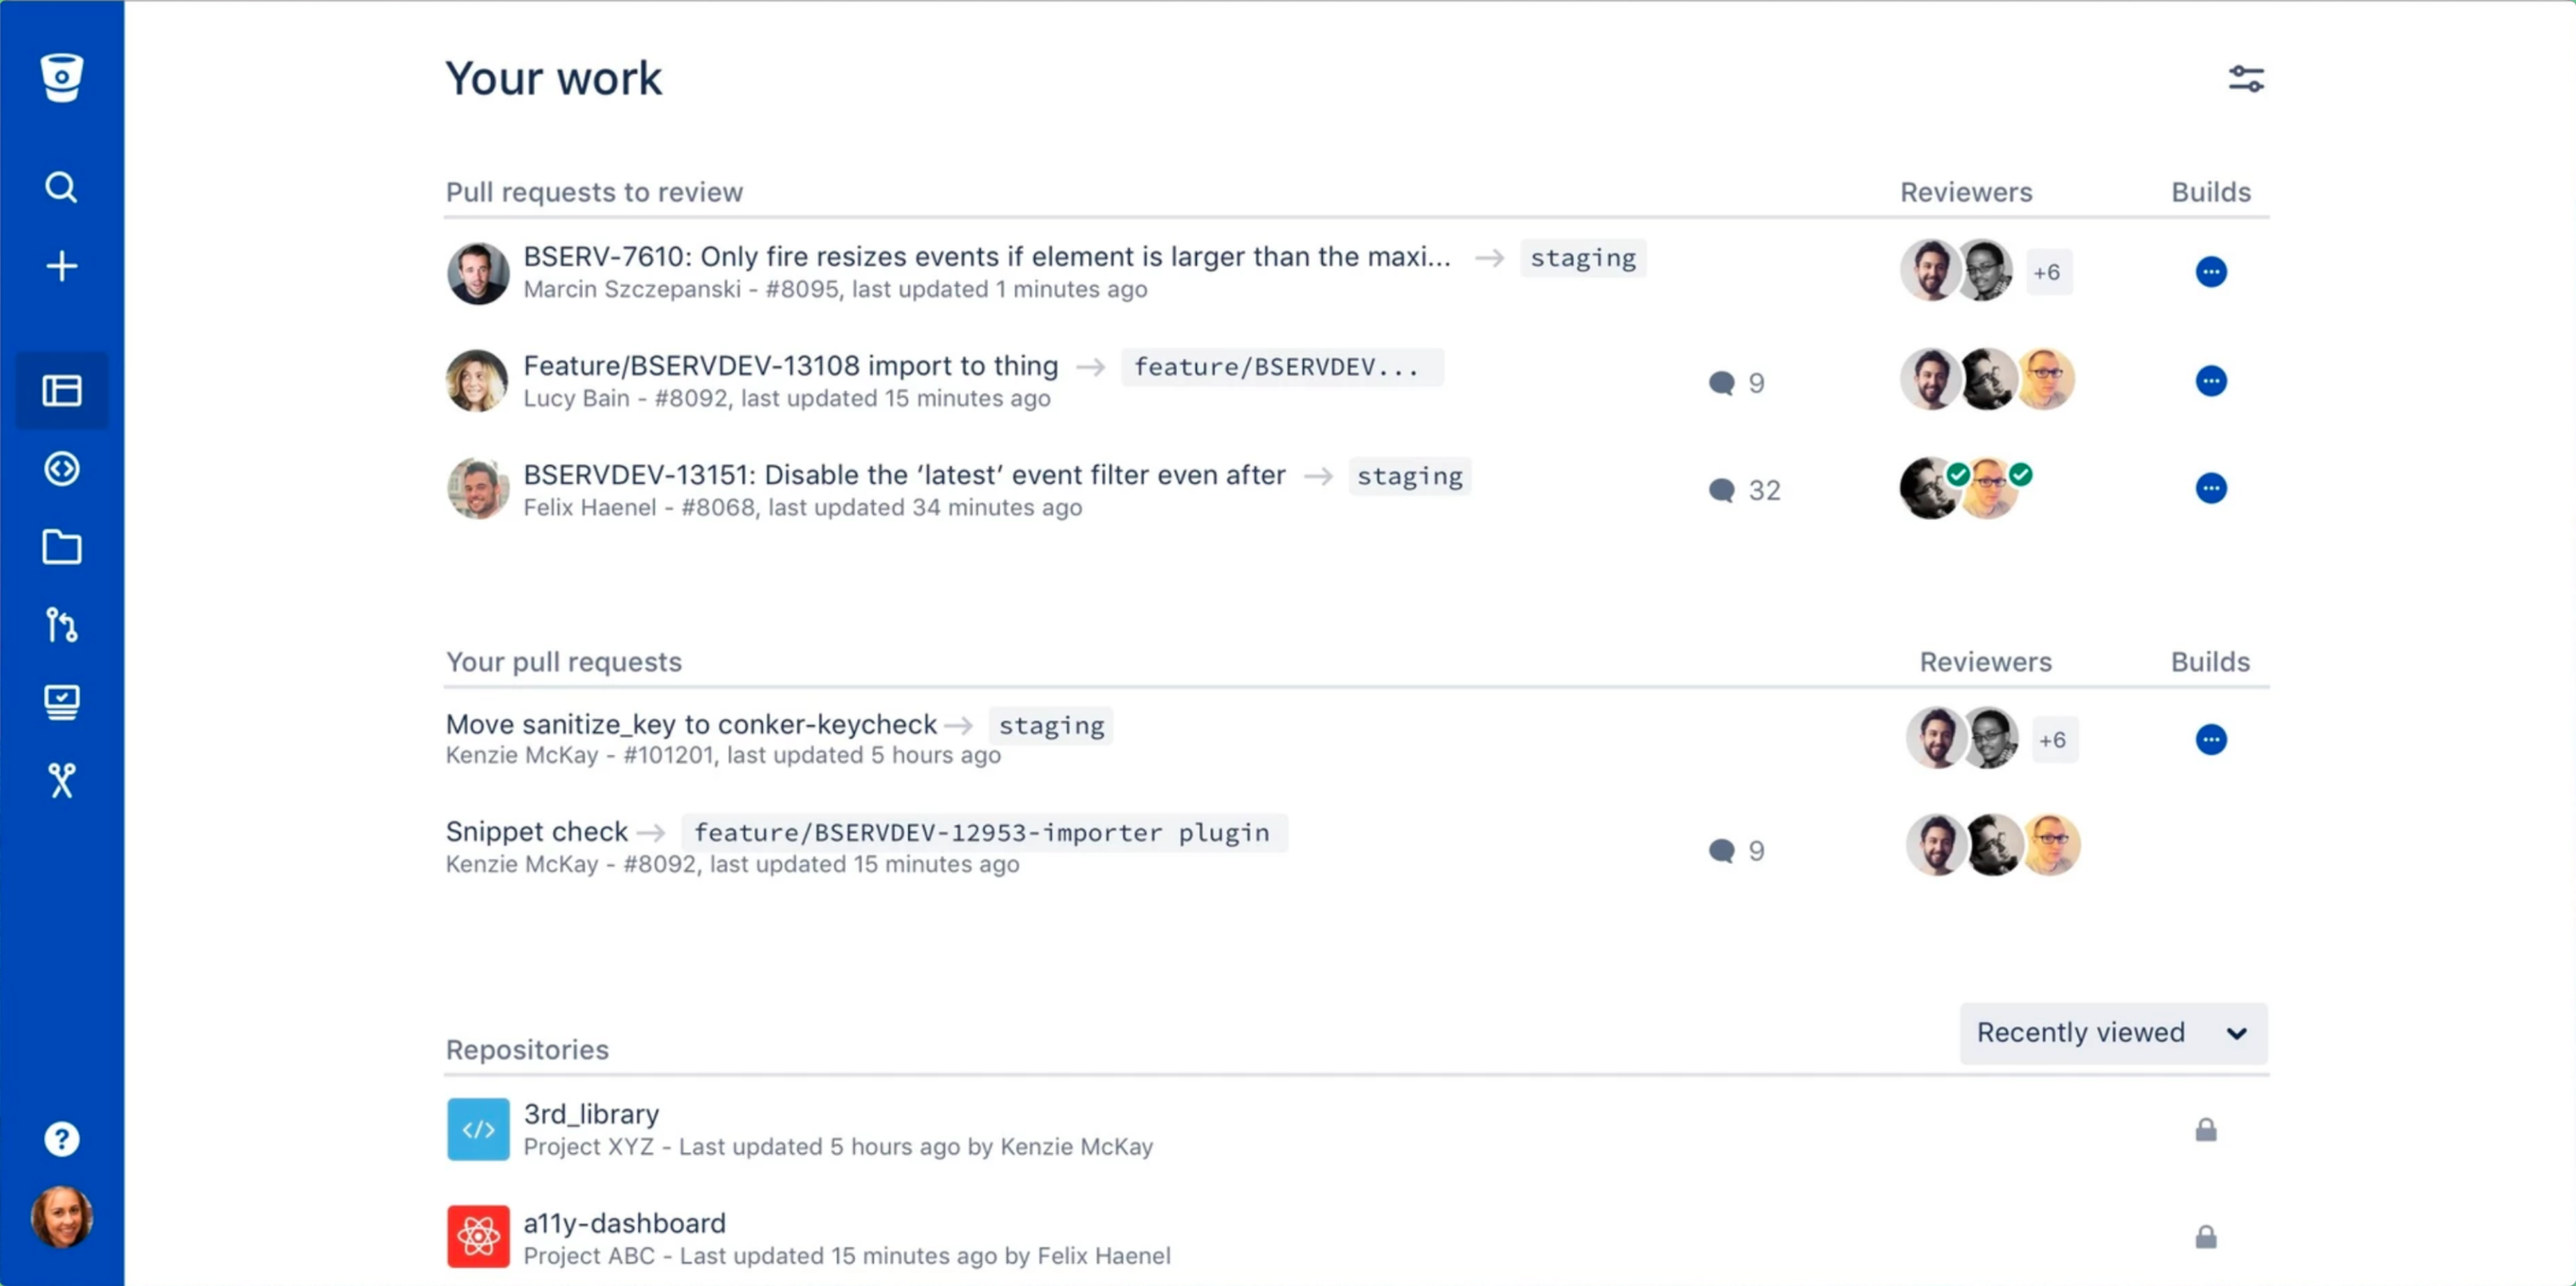 Your work
Pull requests to review Reviewers Builds
BSERV-7610: Only fire resizes events if element is larger than the maxi... → staging
Marcin Szczepanski - #8095, last updated 1 minutes ago
+6
Feature/BSERVDEV-13108 import to thing → feature/BSERVDEV...
Lucy Bain - #8092, last updated 15 minutes ago
9
BSERVDEV-13151: Disable the ‘latest’ event filter even after → staging
Felix Haenel - #8068, last updated 34 minutes ago
32
Your pull requests Reviewers Builds
Move sanitize_key to conker-keycheck → staging
Kenzie McKay - #101201, last updated 5 hours ago
+6
Snippet check → feature/BSERVDEV-12953-importer plugin
Kenzie McKay - #8092, last updated 15 minutes ago
9
Repositories Recently viewed
3rd_library
Project XYZ - Last updated 5 hours ago by Kenzie McKay
a11y-dashboard
Project ABC - Last updated 15 minutes ago by Felix Haenel